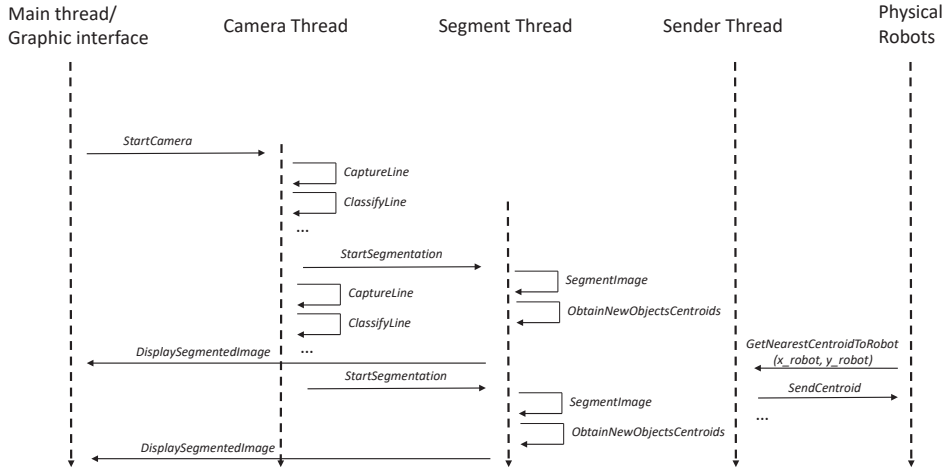 Main thread/
Graphic interface
Camera Thread
Segment Thread
Sender Thread
Physical
Robots
StartCamera
CaptureLine
ClassifyLine
...
StartSegmentation
SegmentImage
CaptureLine
ObtainNewObjectsCentroids
ClassifyLine
...
DisplaySegmentedImage
GetNearestCentroidToRobot
(x_robot, y_robot)
StartSegmentation
SendCentroid
SegmentImage
...
ObtainNewObjectsCentroids
DisplaySegmentedImage